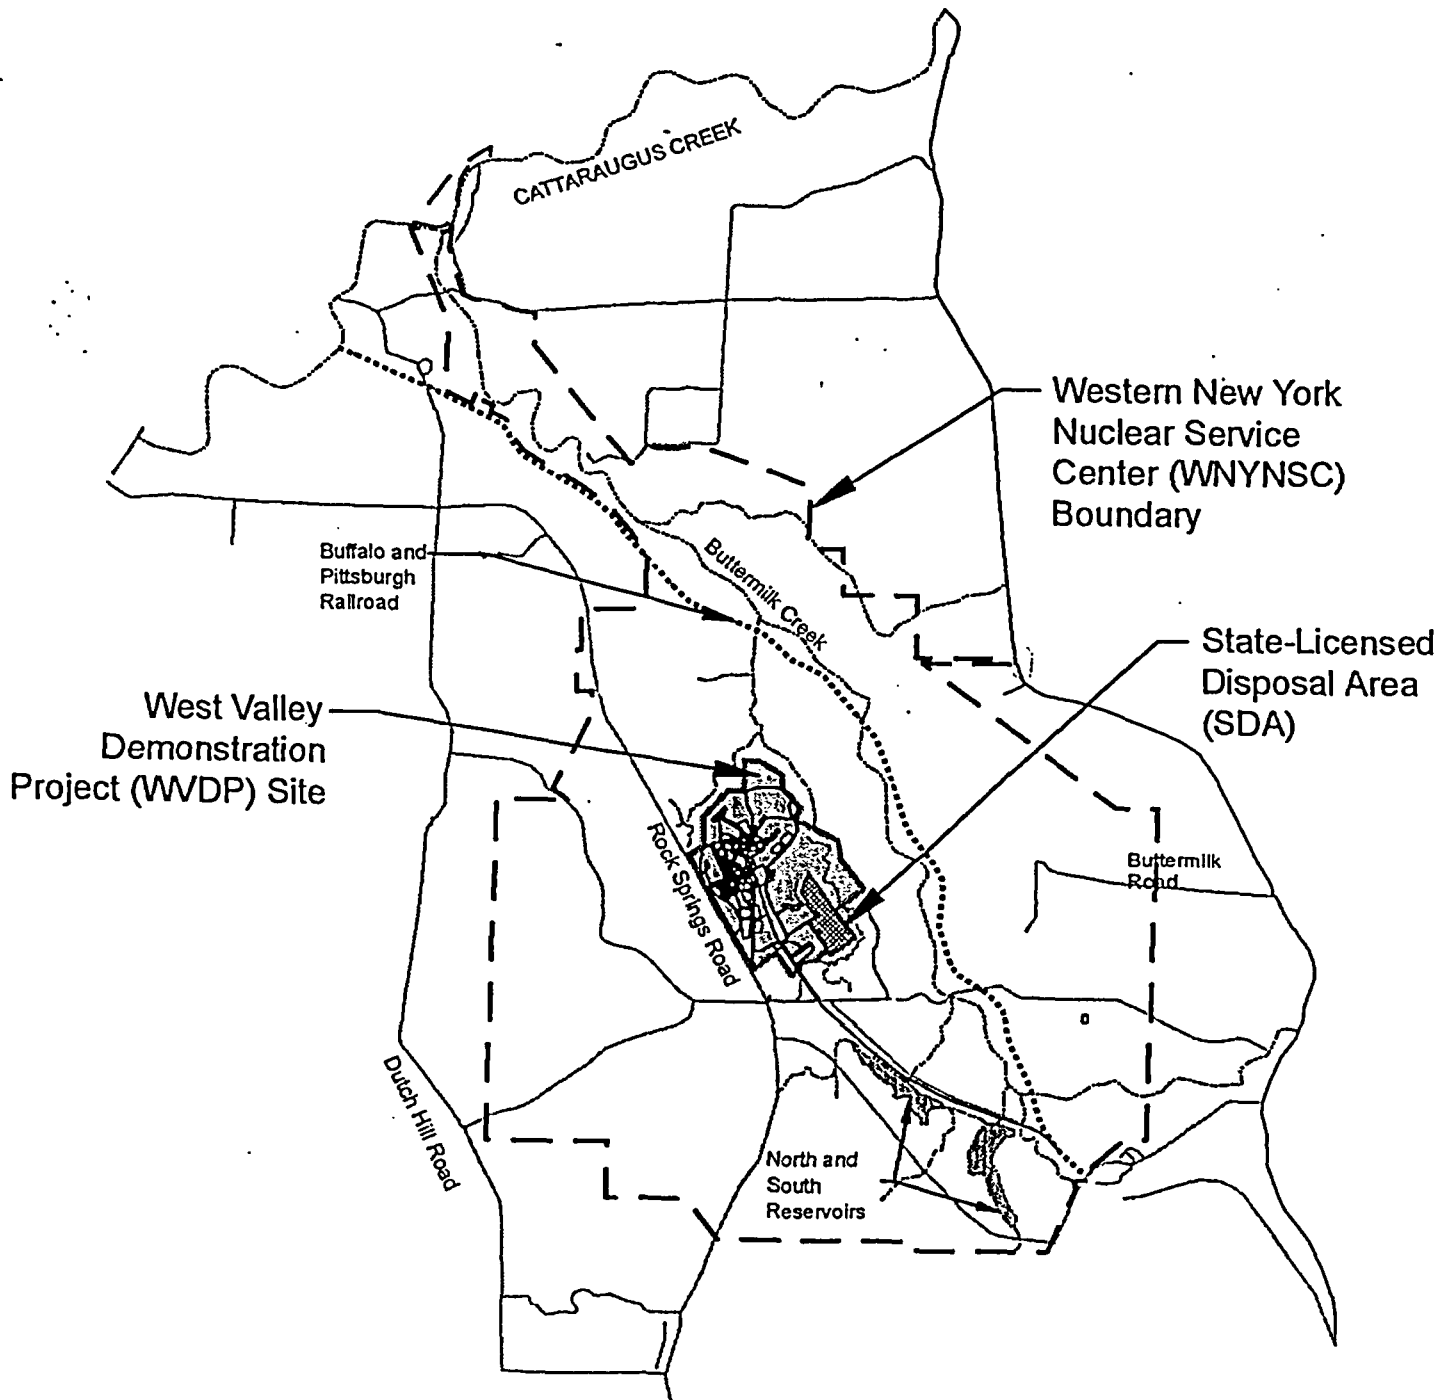 CATTARAUGUS CREEK
Western New York
Nuclear Service
Center (WNYNSC)
Boundary
Buffalo and
Pittsburgh
Railroad
Buttermilk Creek
State-Licensed
Disposal Area
(SDA)
West Valley
Demonstration
Project (WVDP) Site
Rock Springs Road
Buttermilk
Road
Dutch Hill Road
North and
South
Reservoirs